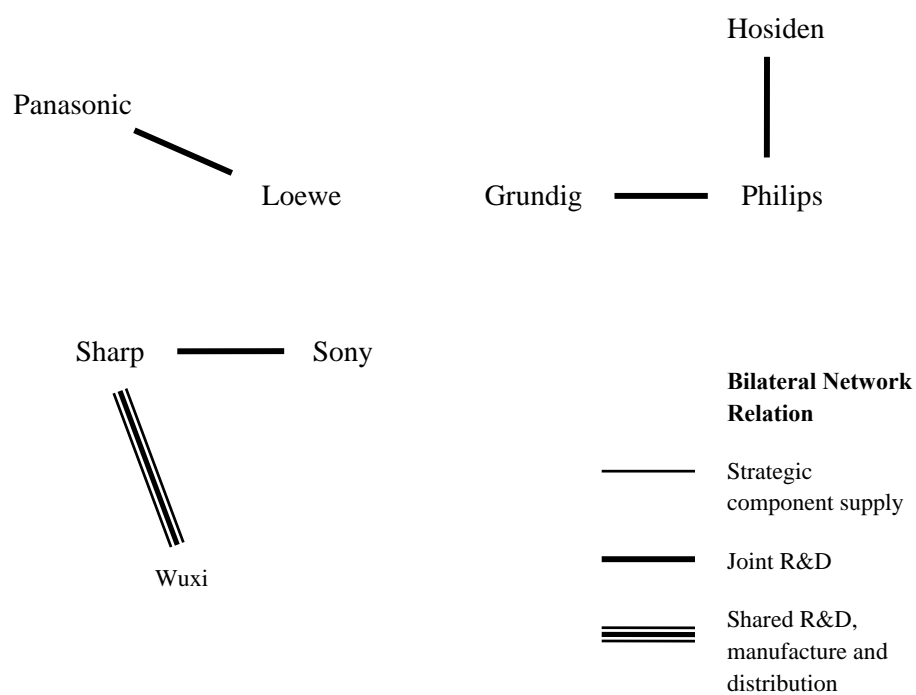 Hosiden
Panasonic
Loewe
Grundig
Philips
Sharp
Sony
Wuxi
Bilateral Network
Relation
Strategic
component supply
Joint R&D
Shared R&D,
manufacture and
distribution